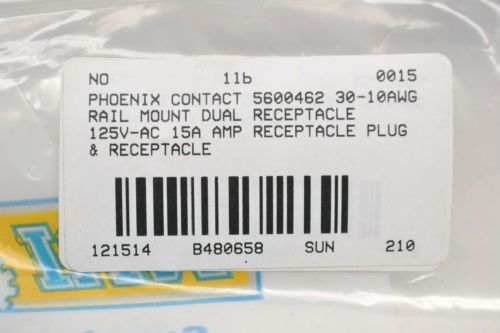 NO 1lb 0015
PHOENIX CONTACT 5600462 30-10AWG
RAIL MOUNT DUAL RECEPTACLE
125V-AC 15A AMP RECEPTACLE PLUG
& RECEPTACLE
121514 B480658 SUN 210